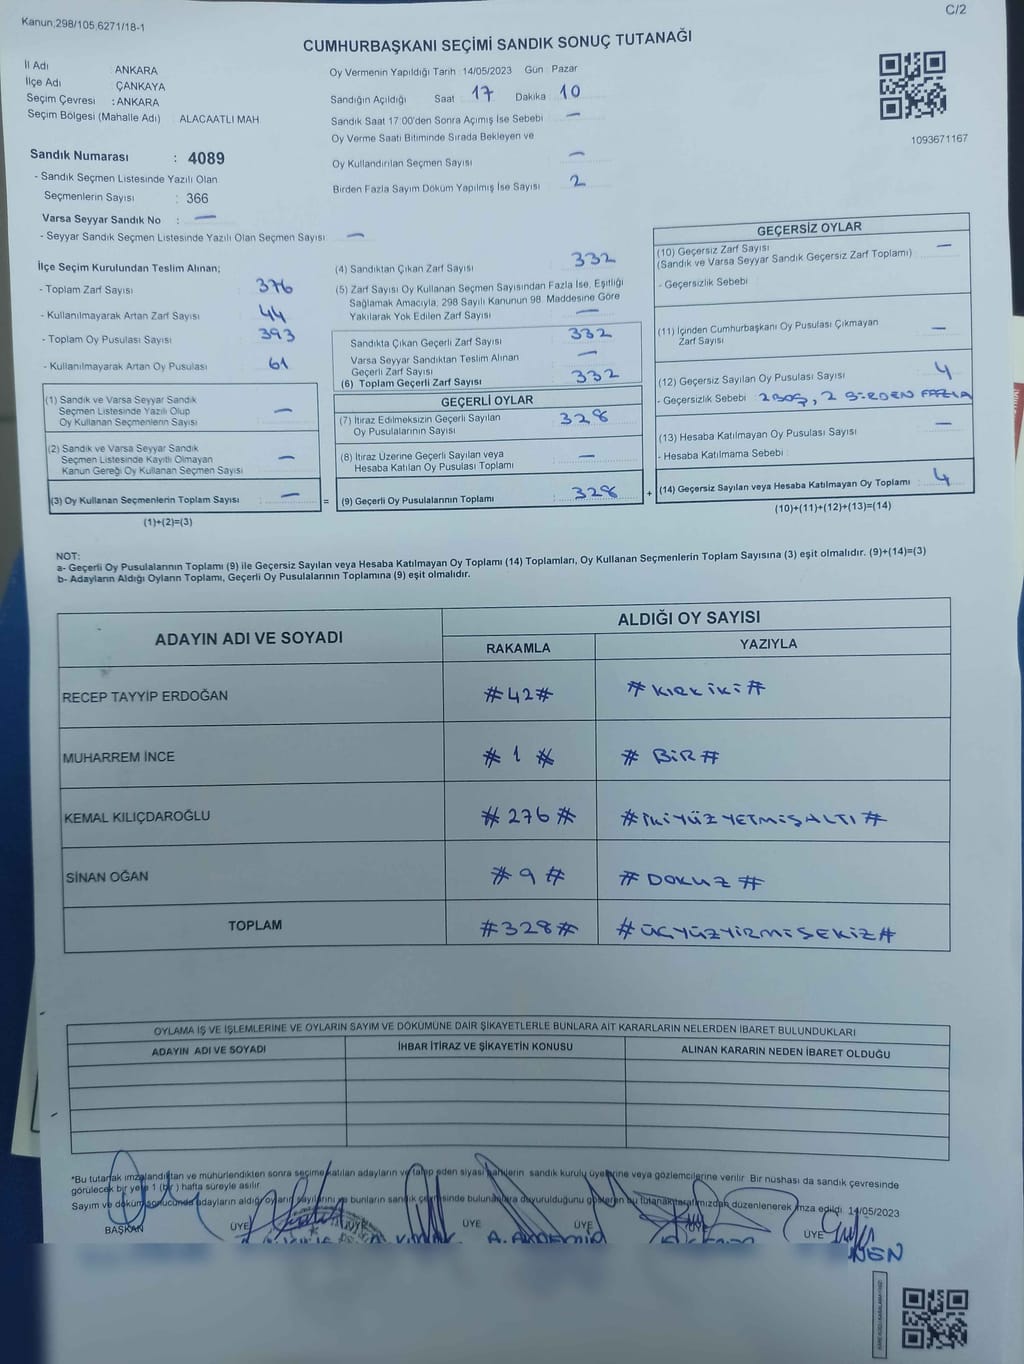 Kanun;298/105,6271/18-1
C/2
CUMHURBAŞKANI SEÇİMİ SANDIK SONUÇ TUTANAĞI
İl Adı ANKARA
İlçe Adı ÇANKAYA
Seçim Çevresi : ANKARA
Seçim Bölgesi (Mahalle Adı) ALACAATLI MAH
Sandık Numarası : 4089
- Sandık Seçmen Listesinde Yazılı Olan
Seçmenlerin Sayısı : 366
Varsa Seyyar Sandık No : —
- Seyyar Sandık Seçmen Listesinde Yazılı Olan Seçmen Sayısı: —
Oy Vermenin Yapıldığı Tarih :14/05/2023 Gün : Pazar
Sandığın Açıldığı Saat 17 Dakika 10
Sandık Saat 17:00'den Sonra Açımış İse Sebebi —
Oy Verme Saati Bitiminde Sırada Bekleyen ve
Oy Kullandırılan Seçmen Sayısı —
Birden Fazla Sayım Döküm Yapılmış İse Sayısı 2
1093671167
İlçe Seçim Kurulundan Teslim Alınan;
- Toplam Zarf Sayısı 376
- Kullanılmayarak Artan Zarf Sayısı 44
- Toplam Oy Pusulası Sayısı 393
- Kullanılmayarak Artan Oy Pusulası 61
(1) Sandık ve Varsa Seyyar Sandık
Seçmen Listesinde Yazılı Olup
Oy Kullanan Seçmenlerin Sayısı —
(2) Sandık ve Varsa Seyyar Sandık
Seçmen Listesinde Kayıtlı Olmayan
Kanun Gereği Oy Kullanan Seçmen Sayısı —
(3) Oy Kullanan Seçmenlerin Toplam Sayısı : — =
(1)+(2)=(3)
(4) Sandıktan Çıkan Zarf Sayısı 332
(5) Zarf Sayısı Oy Kullanan Seçmen Sayısından Fazla İse, Eşitliği
Sağlamak Amacıyla, 298 Sayılı Kanunun 98. Maddesine Göre
Yakılarak Yok Edilen Zarf Sayısı —
Sandıkta Çıkan Geçerli Zarf Sayısı 332
Varsa Seyyar Sandıktan Teslim Alınan
Geçerli Zarf Sayısı —
(6) Toplam Geçerli Zarf Sayısı 332
GEÇERLİ OYLAR
(7) İtiraz Edilmeksizin Geçerli Sayılan
Oy Pusulalarının Sayısı 328
(8) İtiraz Üzerine Geçerli Sayılan veya
Hesaba Katılan Oy Pusulası Toplamı —
(9) Geçerli Oy Pusulalarının Toplamı : 328 +
GEÇERSİZ OYLAR
(10) Geçersiz Zarf Sayısı —
(Sandık ve Varsa Seyyar Sandık Geçersiz Zarf Toplamı)
- Geçersizlik Sebebi
(11) İçinden Cumhurbaşkanı Oy Pusulası Çıkmayan
Zarf Sayısı —
(12) Geçersiz Sayılan Oy Pusulası Sayısı 4
- Geçersizlik Sebebi 2 BOŞ, 2 BİRDEN FAZLA
(13) Hesaba Katılmayan Oy Pusulası Sayısı —
- Hesaba Katılmama Sebebi :
(14) Geçersiz Sayılan veya Hesaba Katılmayan Oy Toplamı : 4
(10)+(11)+(12)+(13)=(14)
NOT:
a- Geçerli Oy Pusulalarının Toplamı (9) ile Geçersiz Sayılan veya Hesaba Katılmayan Oy Toplamı (14) Toplamları, Oy Kullanan Seçmenlerin Toplam Sayısına (3) eşit olmalıdır. (9)+(14)=(3)
b- Adayların Aldığı Oyların Toplamı, Geçerli Oy Pusulalarının Toplamına (9) eşit olmalıdır.
ADAYIN ADI VE SOYADI
ALDIĞI OY SAYISI
RAKAMLA YAZIYLA
RECEP TAYYİP ERDOĞAN #42# #KIRKİKİ#
MUHARREM İNCE # 1 # # BİR #
KEMAL KILIÇDAROĞLU # 276 # #İKİYÜZYETMİŞALTI #
SİNAN OĞAN # 9 # # DOKUZ #
TOPLAM #328# #ÜÇYÜZYİRMİSEKİZ#
OYLAMA İŞ VE İŞLEMLERİNE VE OYLARIN SAYIM VE DÖKÜMÜNE DAİR ŞİKAYETLERLE BUNLARA AİT KARARLARIN NELERDEN İBARET BULUNDUKLARI
ADAYIN ADI VE SOYADI İHBAR İTİRAZ VE ŞİKAYETİN KONUSU ALINAN KARARIN NEDEN İBARET OLDUĞU
*Bu tutanak imzalandıktan ve mühürlendikten sonra seçime katılan adayların ve talep eden siyasi partilerin sandık kurulu üyelerine veya gözlemcilerine verilir. Bir nüshası da sandık çevresinde
görülecek bir yere 1 (bir) hafta süreyle asılır.
Sayım ve döküm sonucunda adayların aldığı oyların sayılarını ve bunların sandık çevresinde bulunanlara duyurulduğunu gösteren bu tutanak tarafımızdan düzenlenerek imza edildi. 14/05/2023
BAŞKAN ÜYE ÜYE ÜYE ÜYE ÜYE ÜYE